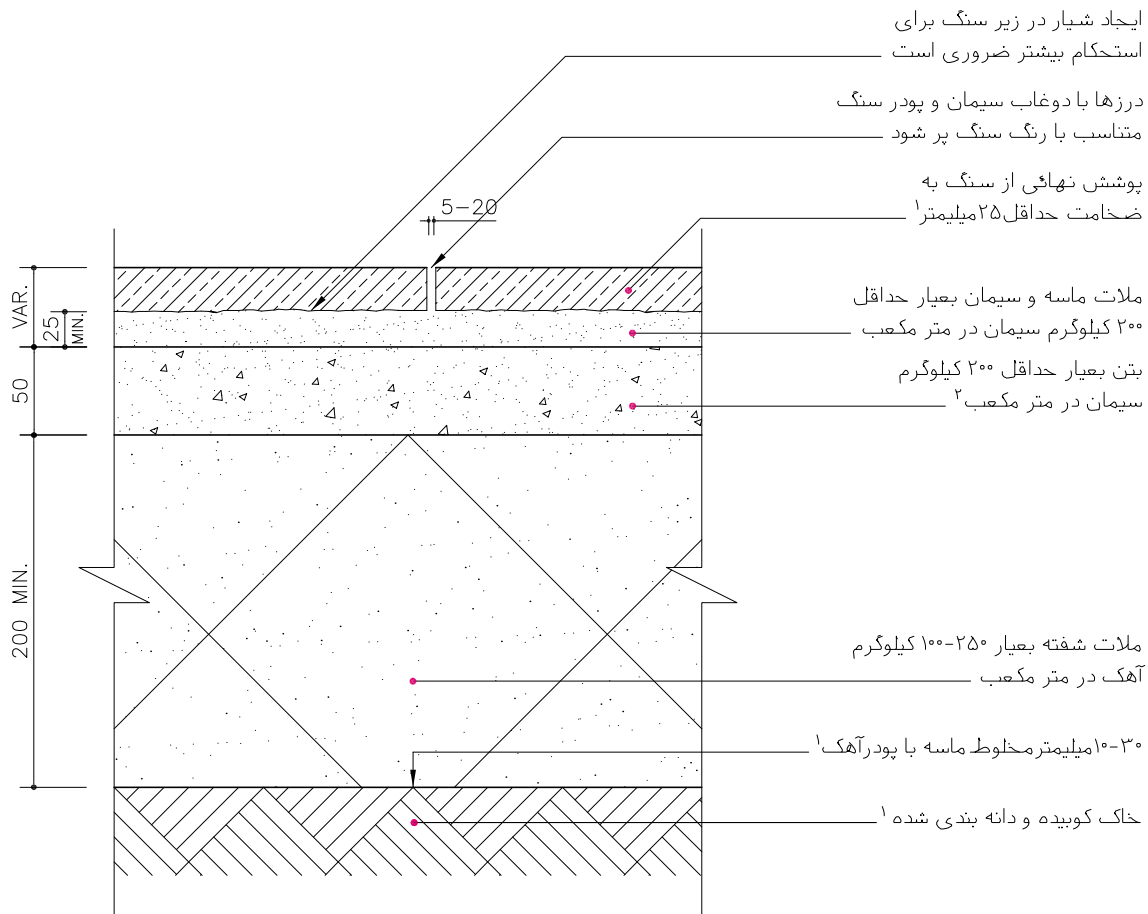 ایجاد شیار در زیر سنگ برای
استحکام بیشتر ضروری است
درزها با دوغاب سیمان و پودر سنگ
متناسب با رنگ سنگ پر شود
پوشش نهائی از سنگ به
ضخامت حداقل۲۵میلیمتر۱
5-20
VAR.
25
MIN.
ملات ماسه و سیمان بعیار حداقل
۲۰۰ کیلوگرم سیمان در متر مکعب
50
بتن بعیار حداقل ۲۰۰ کیلوگرم
سیمان در متر مکعب۲
200 MIN.
ملات شفته بعیار ۲۵۰-۱۰۰ کیلوگرم
آهک در متر مکعب
۱۰-۳۰میلیمترمخلوط ماسه با پودرآهک۱
خاک کوبیده و دانه بندی شده ۱